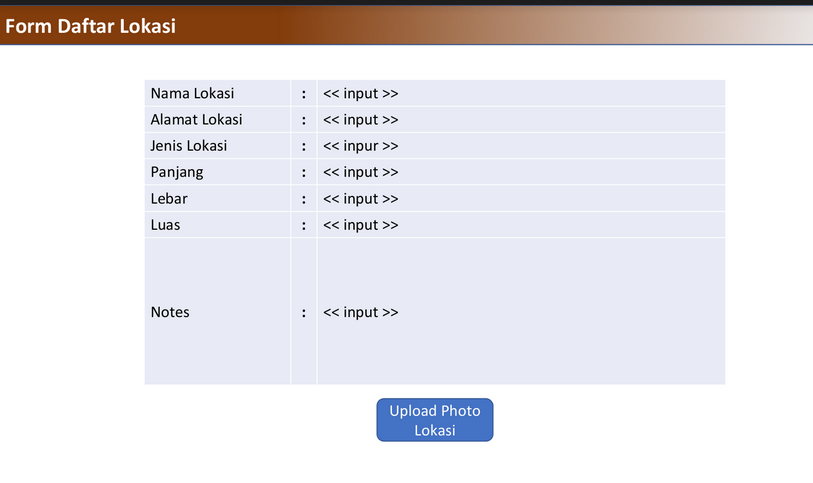 Form Daftar Lokasi
Nama Lokasi : << input >>
Alamat Lokasi : << input >>
Jenis Lokasi : << inpur >>
Panjang : << input >>
Lebar : << input >>
Luas : << input >>
Notes : << input >>
Upload Photo
Lokasi